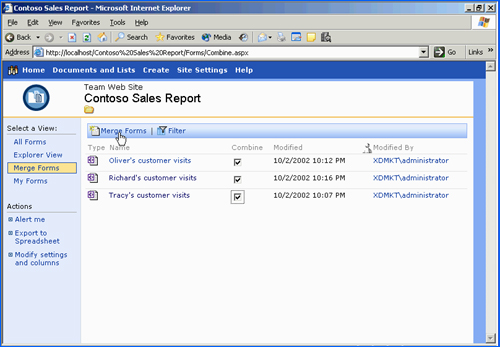 Contoso Sales Report - Microsoft Internet Explorer
File Edit View Favorites Tools Help
Back Search Favorites Media
Address http://localhost/Contoso%20Sales%20Report/Forms/Combine.aspx Go Links »
Home Documents and Lists Create Site Settings Help
Team Web Site
Contoso Sales Report
Select a View:
All Forms
Explorer View
Merge Forms
My Forms
Actions
Alert me
Export to
Spreadsheet
Modify settings
and columns
Merge Forms | Filter
Type Name Combine Modified Modified By
Oliver's customer visits 10/2/2002 10:12 PM XDMKT\administrator
Richard's customer visits 10/2/2002 10:16 PM XDMKT\administrator
Tracy's customer visits 10/2/2002 10:07 PM XDMKT\administrator